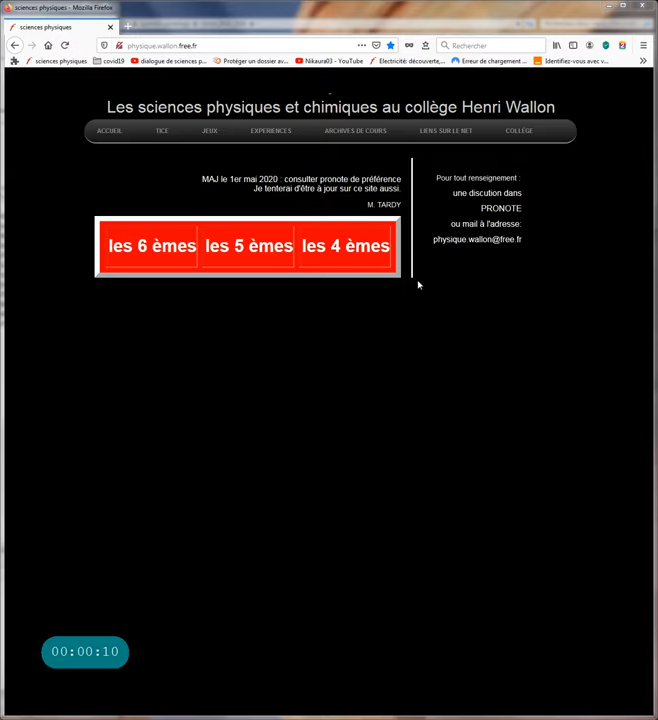 sciences physiques - Mozilla Firefox
sciences physiques
physique.wallon.free.fr
Rechercher
sciences physiques
covid19
dialogue de sciences p...
Protéger un dossier av...
Nikaura03 - YouTube
Electricité: découverte,...
Erreur de chargement ...
Identifiez-vous avec v...
Les sciences physiques et chimiques au collège Henri Wallon
ACCUEIL TICE JEUX EXPERIENCES ARCHIVES DE COURS LIENS SUR LE NET COLLÈGE
MAJ le 1er mai 2020 : consulter pronote de préférence
Je tenterai d'être à jour sur ce site aussi.
M. TARDY
les 6 èmes les 5 èmes les 4 èmes
Pour tout renseignement :
une discution dans
PRONOTE
ou mail à l'adresse:
physique.wallon@free.fr
00:00:10